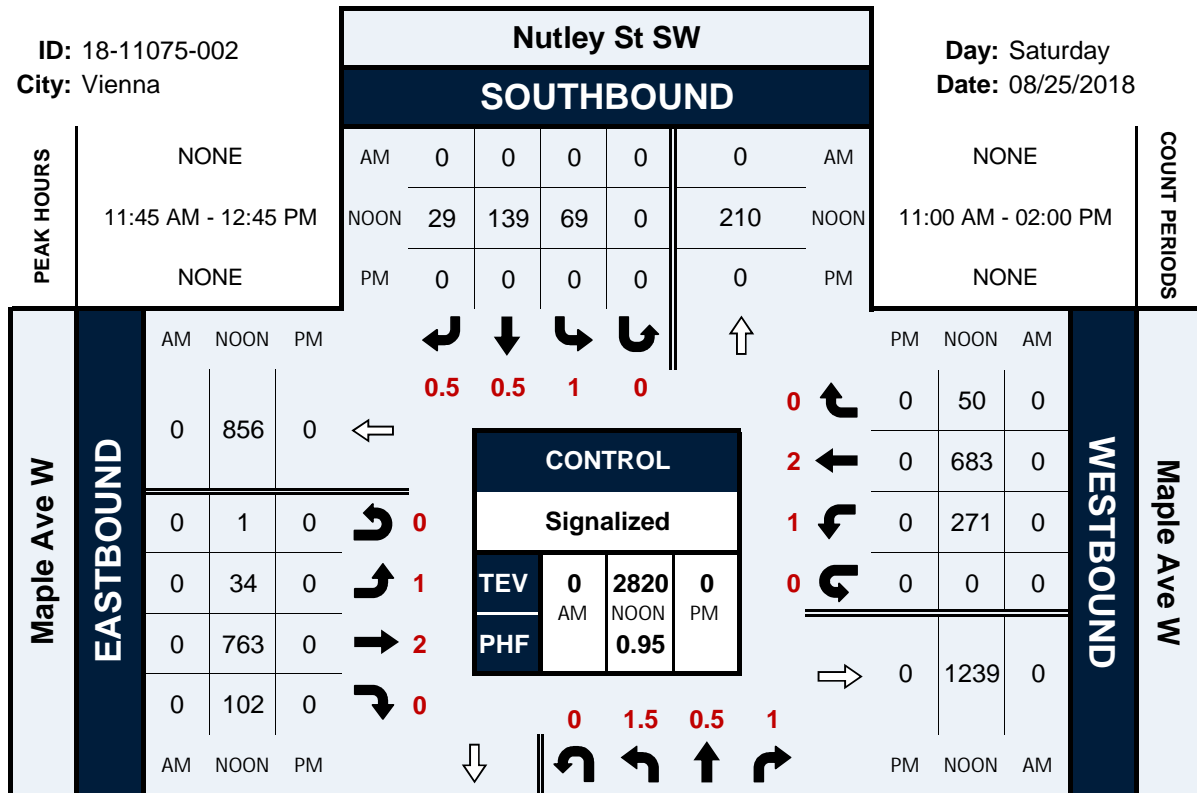 ID: 18-11075-002
City: Vienna
Nutley St SW
SOUTHBOUND
Day: Saturday
Date: 08/25/2018
PEAK HOURS
NONE
11:45 AM - 12:45 PM
NONE
AM 0 0 0 0 0 AM
NOON 29 139 69 0 210 NOON
PM 0 0 0 0 0 PM
NONE
11:00 AM - 02:00 PM
NONE
COUNT PERIODS
0.5 0.5 1 0
Maple Ave W
EASTBOUND
AM NOON PM
0 856 0
0 1 0 0
0 34 0 1
0 763 0 2
0 102 0 0
AM NOON PM
CONTROL
Signalized
TEV 0 2820 0
AM NOON PM
PHF 0.95
PM NOON AM
0 0 50 0
2 0 683 0
1 0 271 0
0 0 0 0
0 1239 0
PM NOON AM
WESTBOUND
Maple Ave W
0 1.5 0.5 1